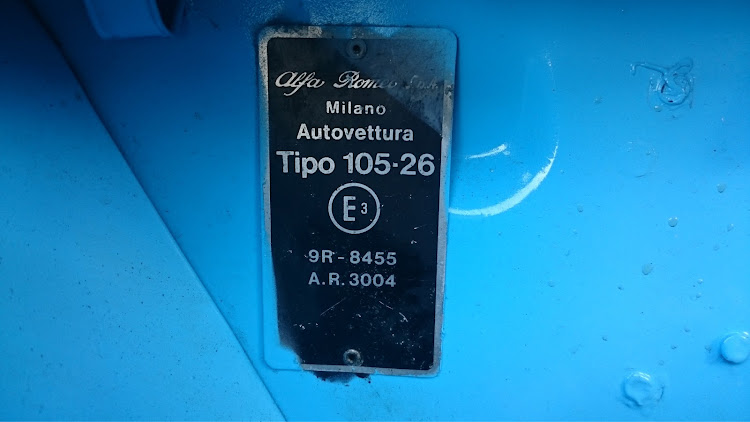 Alfa Romeo S.p.A.
Milano
Autovettura
Tipo 105-26
E3
9R-8455
A.R.3004